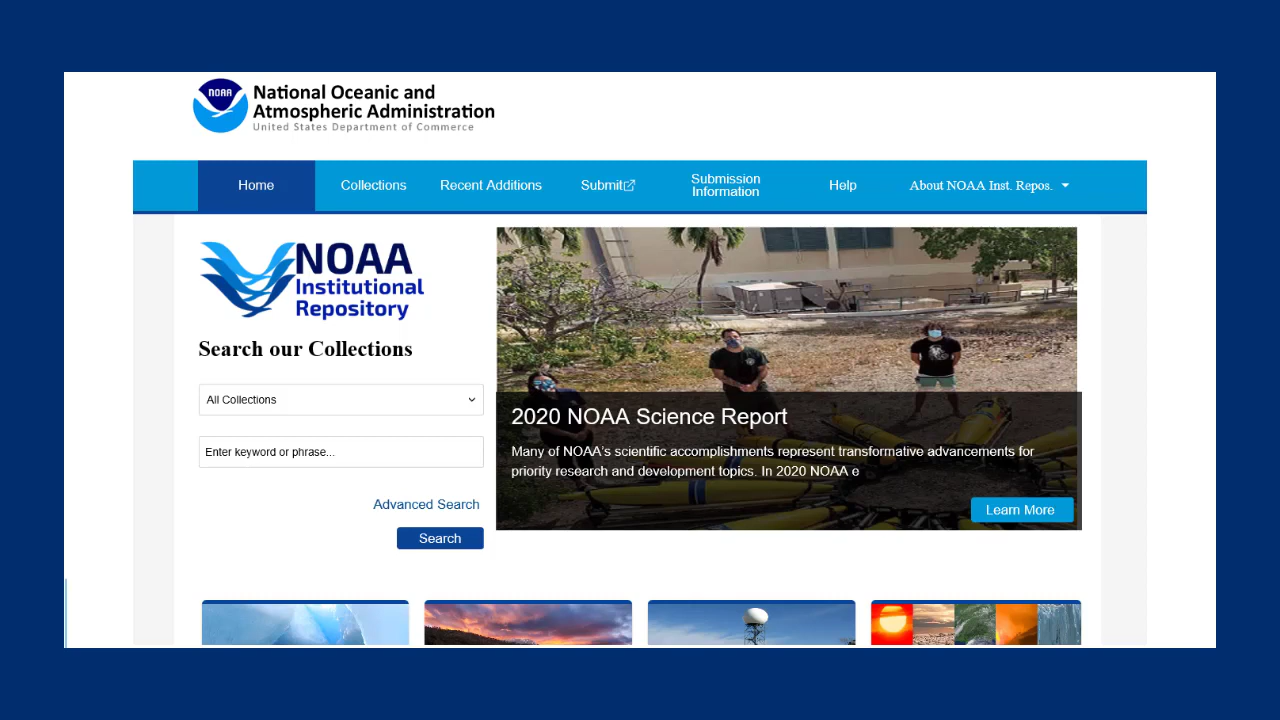 NOAA
National Oceanic and
Atmospheric Administration
United States Department of Commerce
Home
Collections
Recent Additions
Submit
Submission
Information
Help
About NOAA Inst. Repos.
NOAA
Institutional
Repository
Search our Collections
All Collections
Enter keyword or phrase...
Advanced Search
Search
2020 NOAA Science Report
Many of NOAA's scientific accomplishments represent transformative advancements for
priority research and development topics. In 2020 NOAA e
Learn More